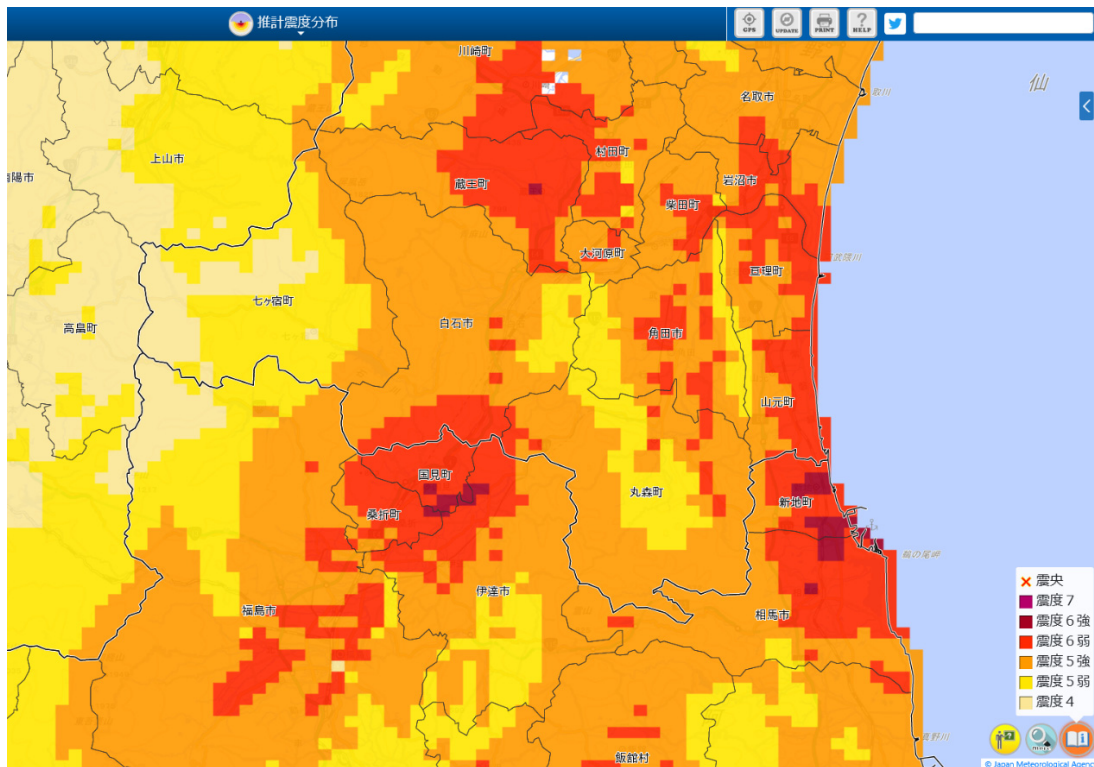 推計震度分布
GPS
UPDATE
PRINT
HELP
川崎町
名取市
仙
上山市
村田町
蔵王町
岩沼市
柴田町
大河原町
亘理町
七ヶ宿町
高畠町
白石市
角田市
山元町
国見町
丸森町
新地町
桑折町
鵜の尾岬
伊達市
福島市
相馬市
飯舘村
震央
震度7
震度6強
震度6弱
震度5強
震度5弱
震度4
© Japan Meteorological Agenc